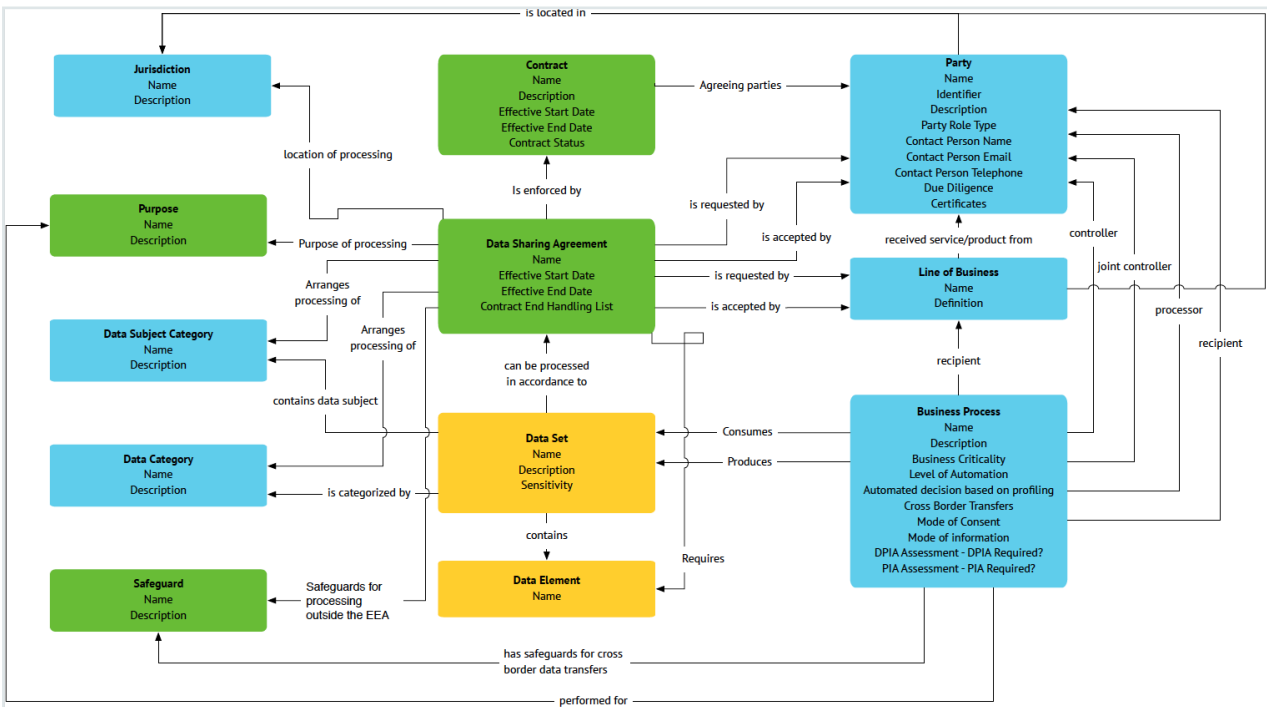 is located in
Jurisdiction
Name
Description
Contract
Name
Description
Effective Start Date
Effective End Date
Contract Status
Agreeing parties
Party
Name
Identifier
Description
Party Role Type
Contact Person Name
Contact Person Email
Contact Person Telephone
Due Diligence
Certificates
location of processing
Is enforced by
is requested by
Purpose
Name
Description
Purpose of processing
Data Sharing Agreement
Name
Effective Start Date
Effective End Date
Contract End Handling List
is accepted by
received service/product from
controller
joint controller
processor
recipient
is requested by
is accepted by
Line of Business
Name
Definition
Arranges
processing of
Arranges
processing of
Data Subject Category
Name
Description
contains data subject
can be processed
in accordance to
recipient
Data Category
Name
Description
is categorized by
Data Set
Name
Description
Sensitivity
Consumes
Produces
Business Process
Name
Description
Business Criticality
Level of Automation
Automated decision based on profiling
Cross Border Transfers
Mode of Consent
Mode of information
DPIA Assessment - DPIA Required?
PIA Assessment - PIA Required?
contains
Requires
Safeguard
Name
Description
Safeguards for
processing
outside the EEA
Data Element
Name
has safeguards for cross
border data transfers
performed for